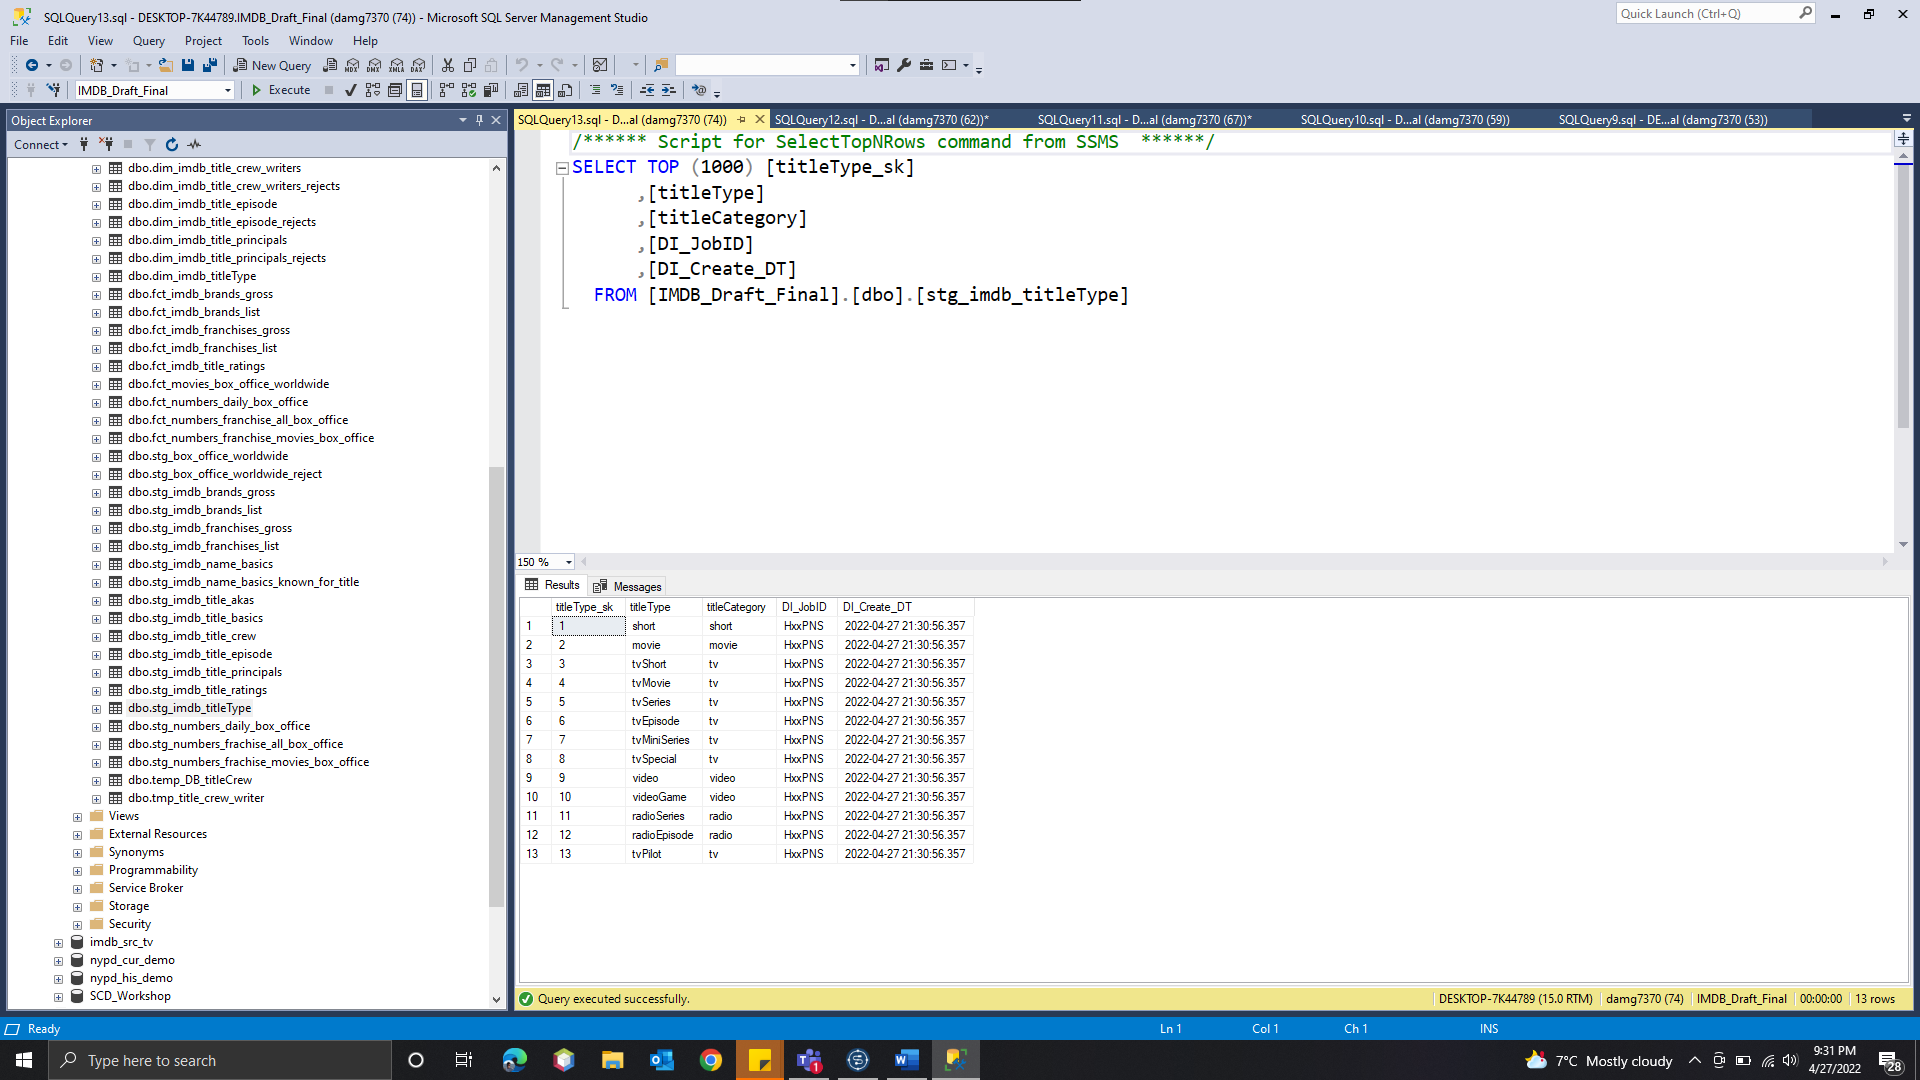 SQLQuery13.sql - DESKTOP-7K44789.IMDB_Draft_Final (damg7370 (74)) - Microsoft SQL Server Management Studio
Quick Launch (Ctrl+Q)
File Edit View Query Project Tools Window Help
New Query
IMDB_Draft_Final Execute
Object Explorer
Connect
dbo.dim_imdb_title_crew_writers
dbo.dim_imdb_title_crew_writers_rejects
dbo.dim_imdb_title_episode
dbo.dim_imdb_title_episode_rejects
dbo.dim_imdb_title_principals
dbo.dim_imdb_title_principals_rejects
dbo.dim_imdb_titleType
dbo.fct_imdb_brands_gross
dbo.fct_imdb_brands_list
dbo.fct_imdb_franchises_gross
dbo.fct_imdb_franchises_list
dbo.fct_imdb_title_ratings
dbo.fct_movies_box_office_worldwide
dbo.fct_numbers_daily_box_office
dbo.fct_numbers_franchise_all_box_office
dbo.fct_numbers_franchise_movies_box_office
dbo.stg_box_office_worldwide
dbo.stg_box_office_worldwide_reject
dbo.stg_imdb_brands_gross
dbo.stg_imdb_brands_list
dbo.stg_imdb_franchises_gross
dbo.stg_imdb_franchises_list
dbo.stg_imdb_name_basics
dbo.stg_imdb_name_basics_known_for_title
dbo.stg_imdb_title_akas
dbo.stg_imdb_title_basics
dbo.stg_imdb_title_crew
dbo.stg_imdb_title_episode
dbo.stg_imdb_title_principals
dbo.stg_imdb_title_ratings
dbo.stg_imdb_titleType
dbo.stg_numbers_daily_box_office
dbo.stg_numbers_frachise_all_box_office
dbo.stg_numbers_frachise_movies_box_office
dbo.temp_DB_titleCrew
dbo.tmp_title_crew_writer
Views
External Resources
Synonyms
Programmability
Service Broker
Storage
Security
imdb_src_tv
nypd_cur_demo
nypd_his_demo
SCD_Workshop
SQLQuery13.sql - D...al (damg7370 (74)) SQLQuery12.sql - D...al (damg7370 (62))* SQLQuery11.sql - D...al (damg7370 (67))* SQLQuery10.sql - D...al (damg7370 (59)) SQLQuery9.sql - DE...al (damg7370 (53))
/****** Script for SelectTopNRows command from SSMS  ******/
SELECT TOP (1000) [titleType_sk]
,[titleType]
,[titleCategory]
,[DI_JobID]
,[DI_Create_DT]
FROM [IMDB_Draft_Final].[dbo].[stg_imdb_titleType]
150 %
Results Messages
titleType_sk titleType titleCategory DI_JobID DI_Create_DT
1 1 short short HxxPNS 2022-04-27 21:30:56.357
2 2 movie movie HxxPNS 2022-04-27 21:30:56.357
3 3 tvShort tv HxxPNS 2022-04-27 21:30:56.357
4 4 tvMovie tv HxxPNS 2022-04-27 21:30:56.357
5 5 tvSeries tv HxxPNS 2022-04-27 21:30:56.357
6 6 tvEpisode tv HxxPNS 2022-04-27 21:30:56.357
7 7 tvMiniSeries tv HxxPNS 2022-04-27 21:30:56.357
8 8 tvSpecial tv HxxPNS 2022-04-27 21:30:56.357
9 9 video video HxxPNS 2022-04-27 21:30:56.357
10 10 videoGame video HxxPNS 2022-04-27 21:30:56.357
11 11 radioSeries radio HxxPNS 2022-04-27 21:30:56.357
12 12 radioEpisode radio HxxPNS 2022-04-27 21:30:56.357
13 13 tvPilot tv HxxPNS 2022-04-27 21:30:56.357
Query executed successfully. DESKTOP-7K44789 (15.0 RTM) damg7370 (74) IMDB_Draft_Final 00:00:00 13 rows
Ready Ln 1 Col 1 Ch 1 INS
Type here to search
7°C Mostly cloudy
9:31 PM
4/27/2022
28